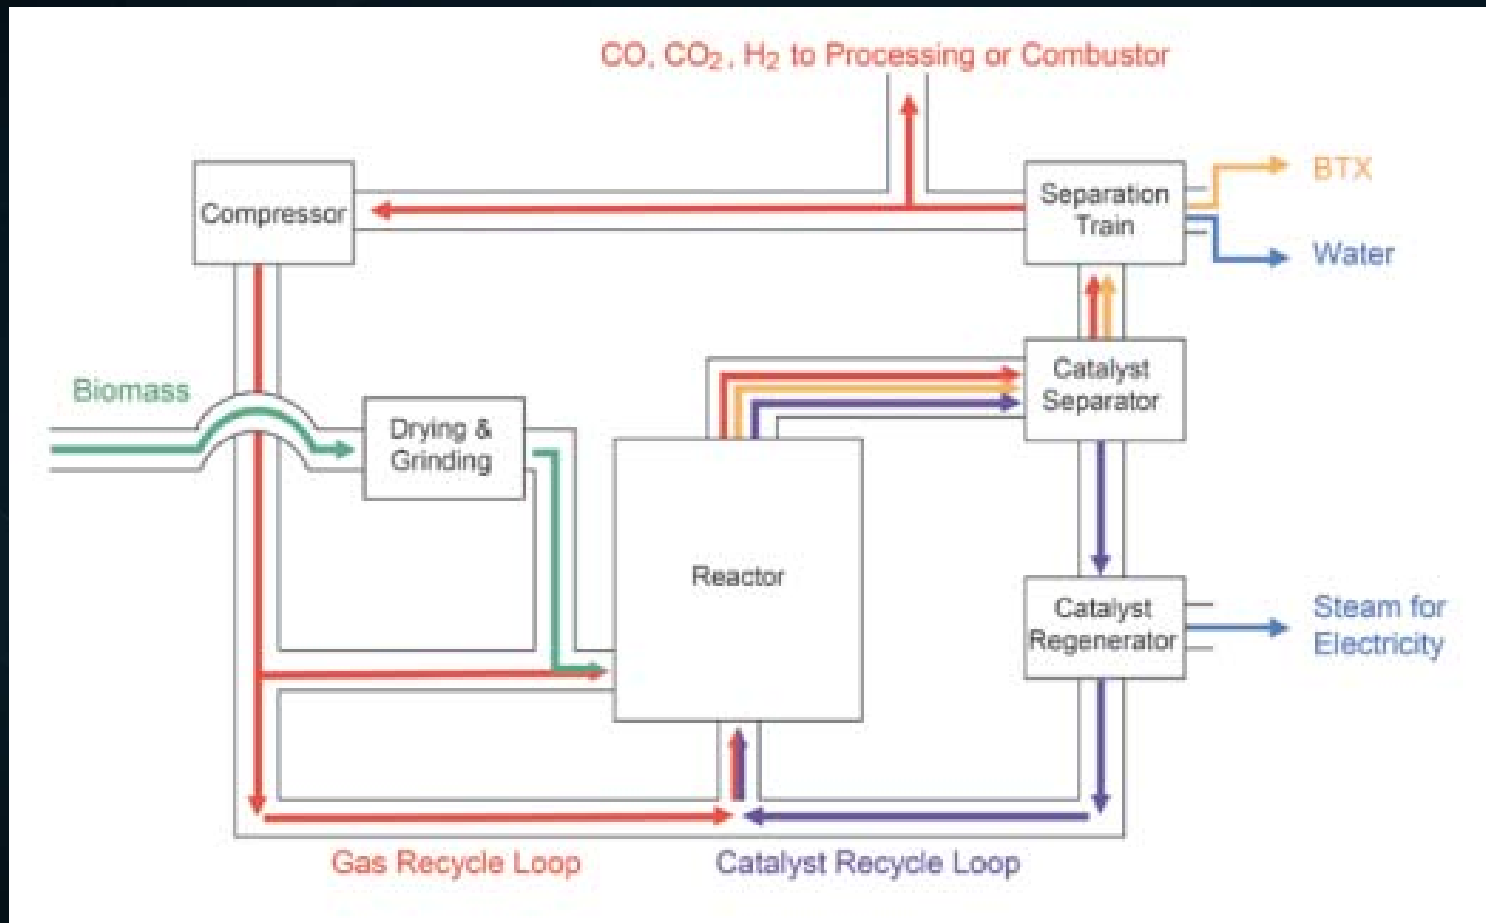 CO, CO₂, H₂ to Processing or Combustor
Compressor
Separation
Train
BTX
Water
Biomass
Drying &
Grinding
Catalyst
Separator
Reactor
Catalyst
Regenerator
Steam for
Electricity
Gas Recycle Loop
Catalyst Recycle Loop